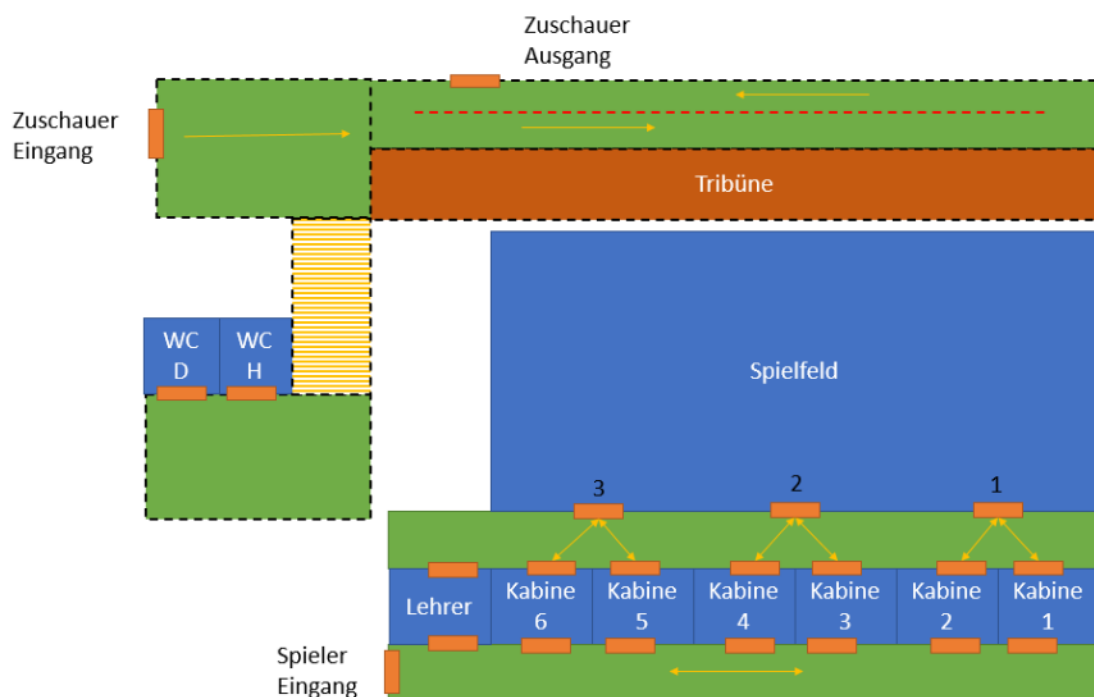 Zuschauer
Ausgang
Zuschauer
Eingang
Tribüne
WC
D
WC
H
Spielfeld
3
2
1
Lehrer
Kabine
6
Kabine
5
Kabine
4
Kabine
3
Kabine
2
Kabine
1
Spieler
Eingang